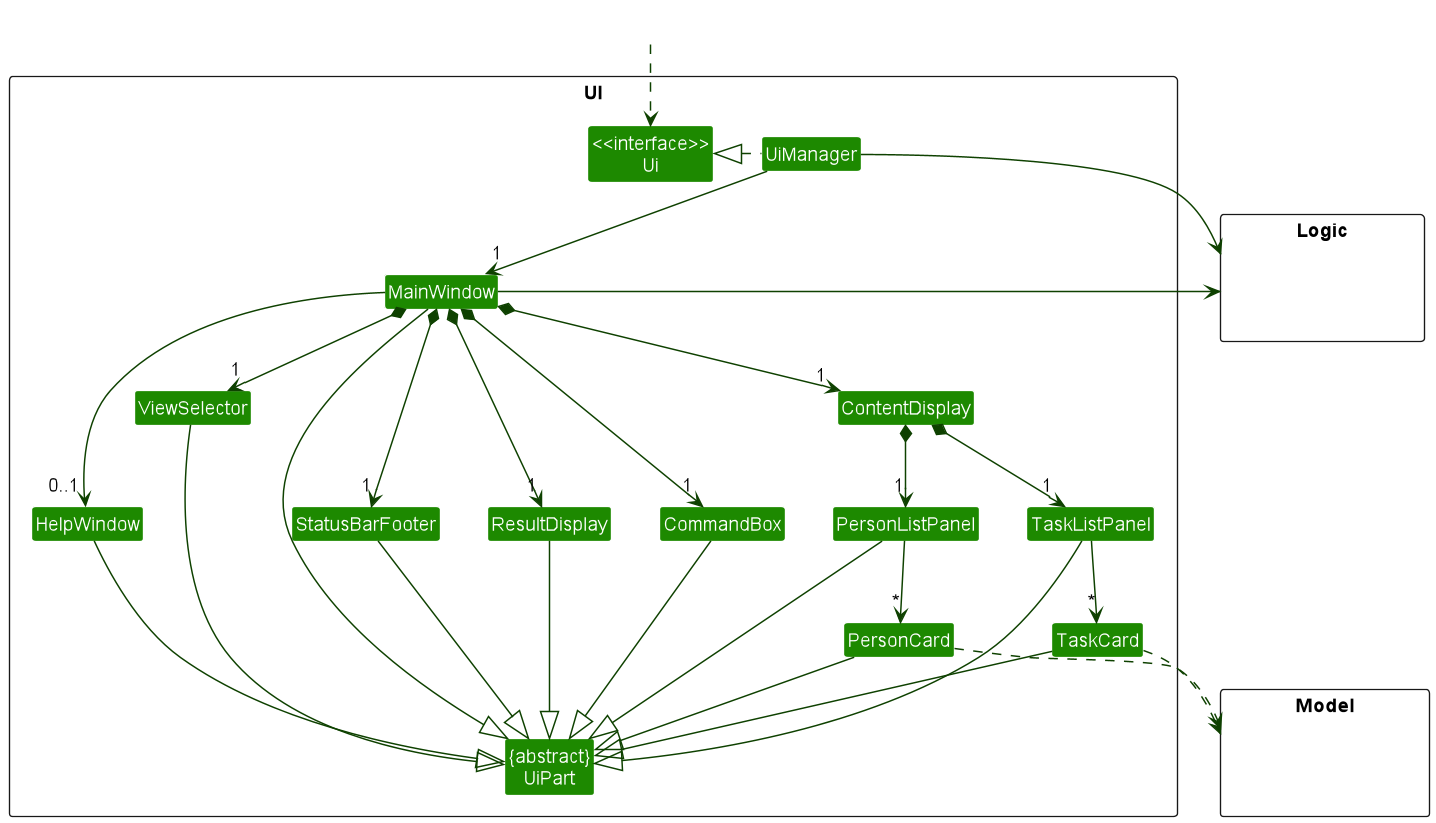 UI
<<interface>>
Ui
UiManager
Logic
1
MainWindow
1
1
ViewSelector
ContentDisplay
0..1
1
1
1
1
1
HelpWindow
StatusBarFooter
ResultDisplay
CommandBox
PersonListPanel
TaskListPanel
*
*
PersonCard
TaskCard
Model
{abstract}
UiPart